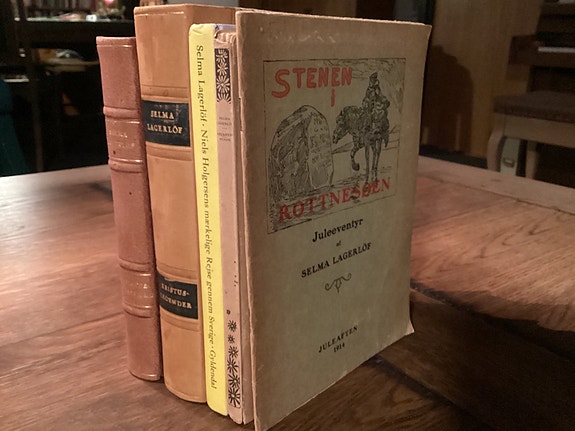 SELMA
LAGERLÖF
KRISTUS-
LEGENDER
Selma Lagerlöf · Niels Holgersens mærkelige Rejse gennem Sverige · Gyldendal
STENEN
I
ROTTNESSEN
Juleeventyr
af
SELMA LAGERLÖF
JULEAFTEN
1914